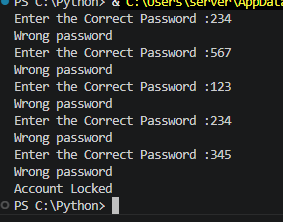 PS C:\Python> & C:\Users\server\AppData
Enter the Correct Password :234
Wrong password
Enter the Correct Password :567
Wrong password
Enter the Correct Password :123
Wrong password
Enter the Correct Password :234
Wrong password
Enter the Correct Password :345
Wrong password
Account Locked
PS C:\Python>